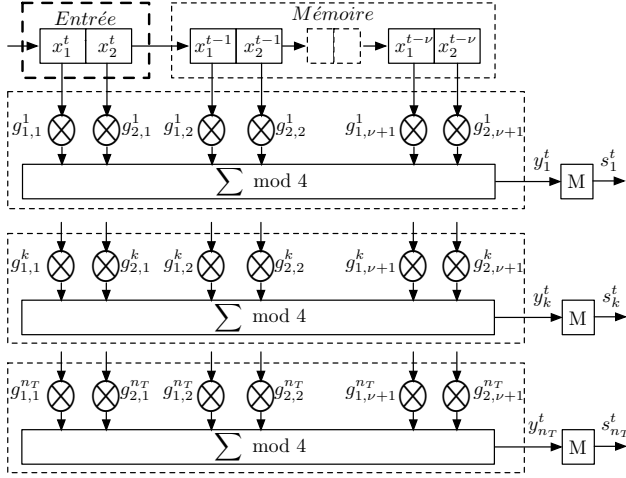 Entrée Mémoire
x_1^t x_2^t x_1^{t-1} x_2^{t-1} x_1^{t-ν} x_2^{t-ν}
g_{1,1}^1 g_{2,1}^1 g_{1,2}^1 g_{2,2}^1 g_{1,ν+1}^1 g_{2,ν+1}^1
∑ mod 4 y_1^t M s_1^t
g_{1,1}^k g_{2,1}^k g_{1,2}^k g_{2,2}^k g_{1,ν+1}^k g_{2,ν+1}^k
∑ mod 4 y_k^t M s_k^t
g_{1,1}^{n_T} g_{2,1}^{n_T} g_{1,2}^{n_T} g_{2,2}^{n_T} g_{1,ν+1}^{n_T} g_{2,ν+1}^{n_T}
∑ mod 4 y_{n_T}^t M s_{n_T}^t